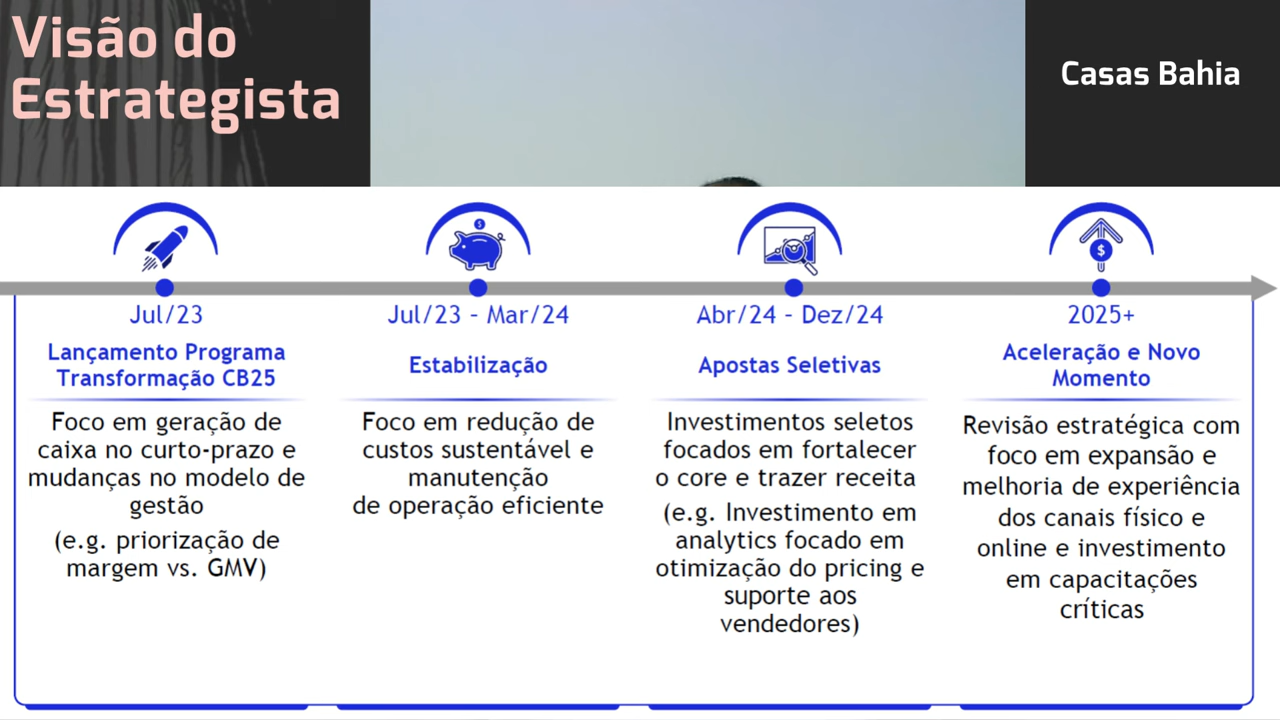 Visão do
Estrategista
Casas Bahia
$
$
Jul/23
Lançamento Programa
Transformação CB25
Foco em geração de
caixa no curto-prazo e
mudanças no modelo de
gestão
(e.g. priorização de
margem vs. GMV)
Jul/23 - Mar/24
Estabilização
Foco em redução de
custos sustentável e
manutenção
de operação eficiente
Abr/24 - Dez/24
Apostas Seletivas
Investimentos seletos
focados em fortalecer
o core e trazer receita
(e.g. Investimento em
analytics focado em
otimização do pricing e
suporte aos
vendedores)
2025+
Aceleração e Novo
Momento
Revisão estratégica com
foco em expansão e
melhoria de experiência
dos canais físico e
online e investimento
em capacitações
críticas